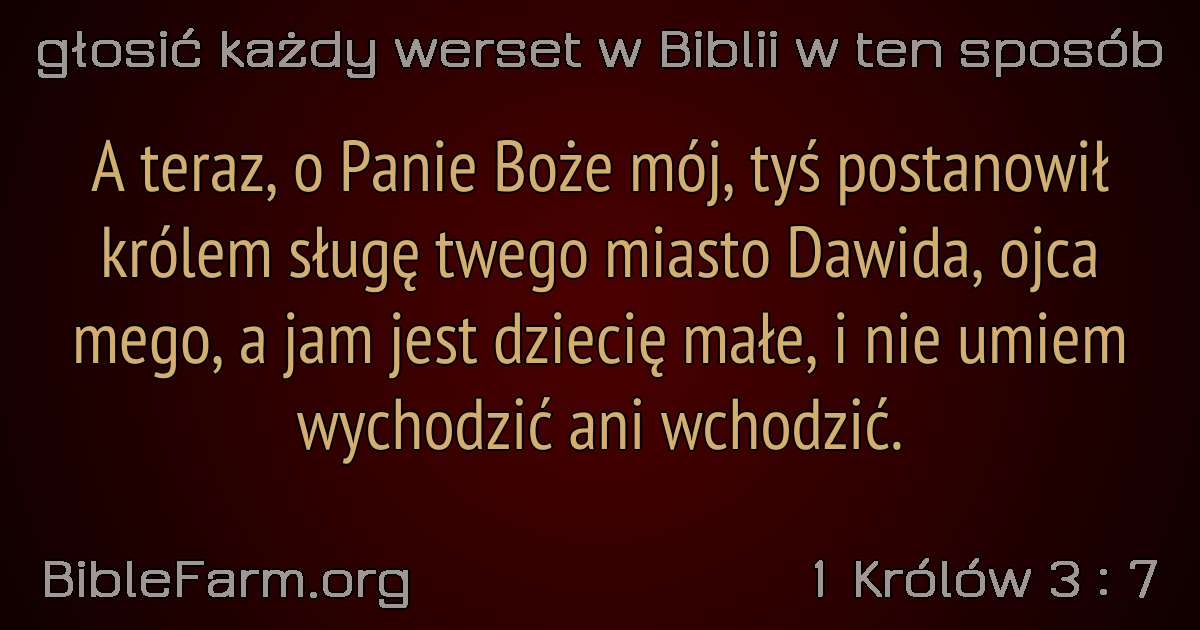 głosić każdy werset w Biblii w ten sposób
A teraz, o Panie Boże mój, tyś postanowił
królem sługę twego miasto Dawida, ojca
mego, a jam jest dziecię małe, i nie umiem
wychodzić ani wchodzić.
BibleFarm.org
1 Królów 3 : 7